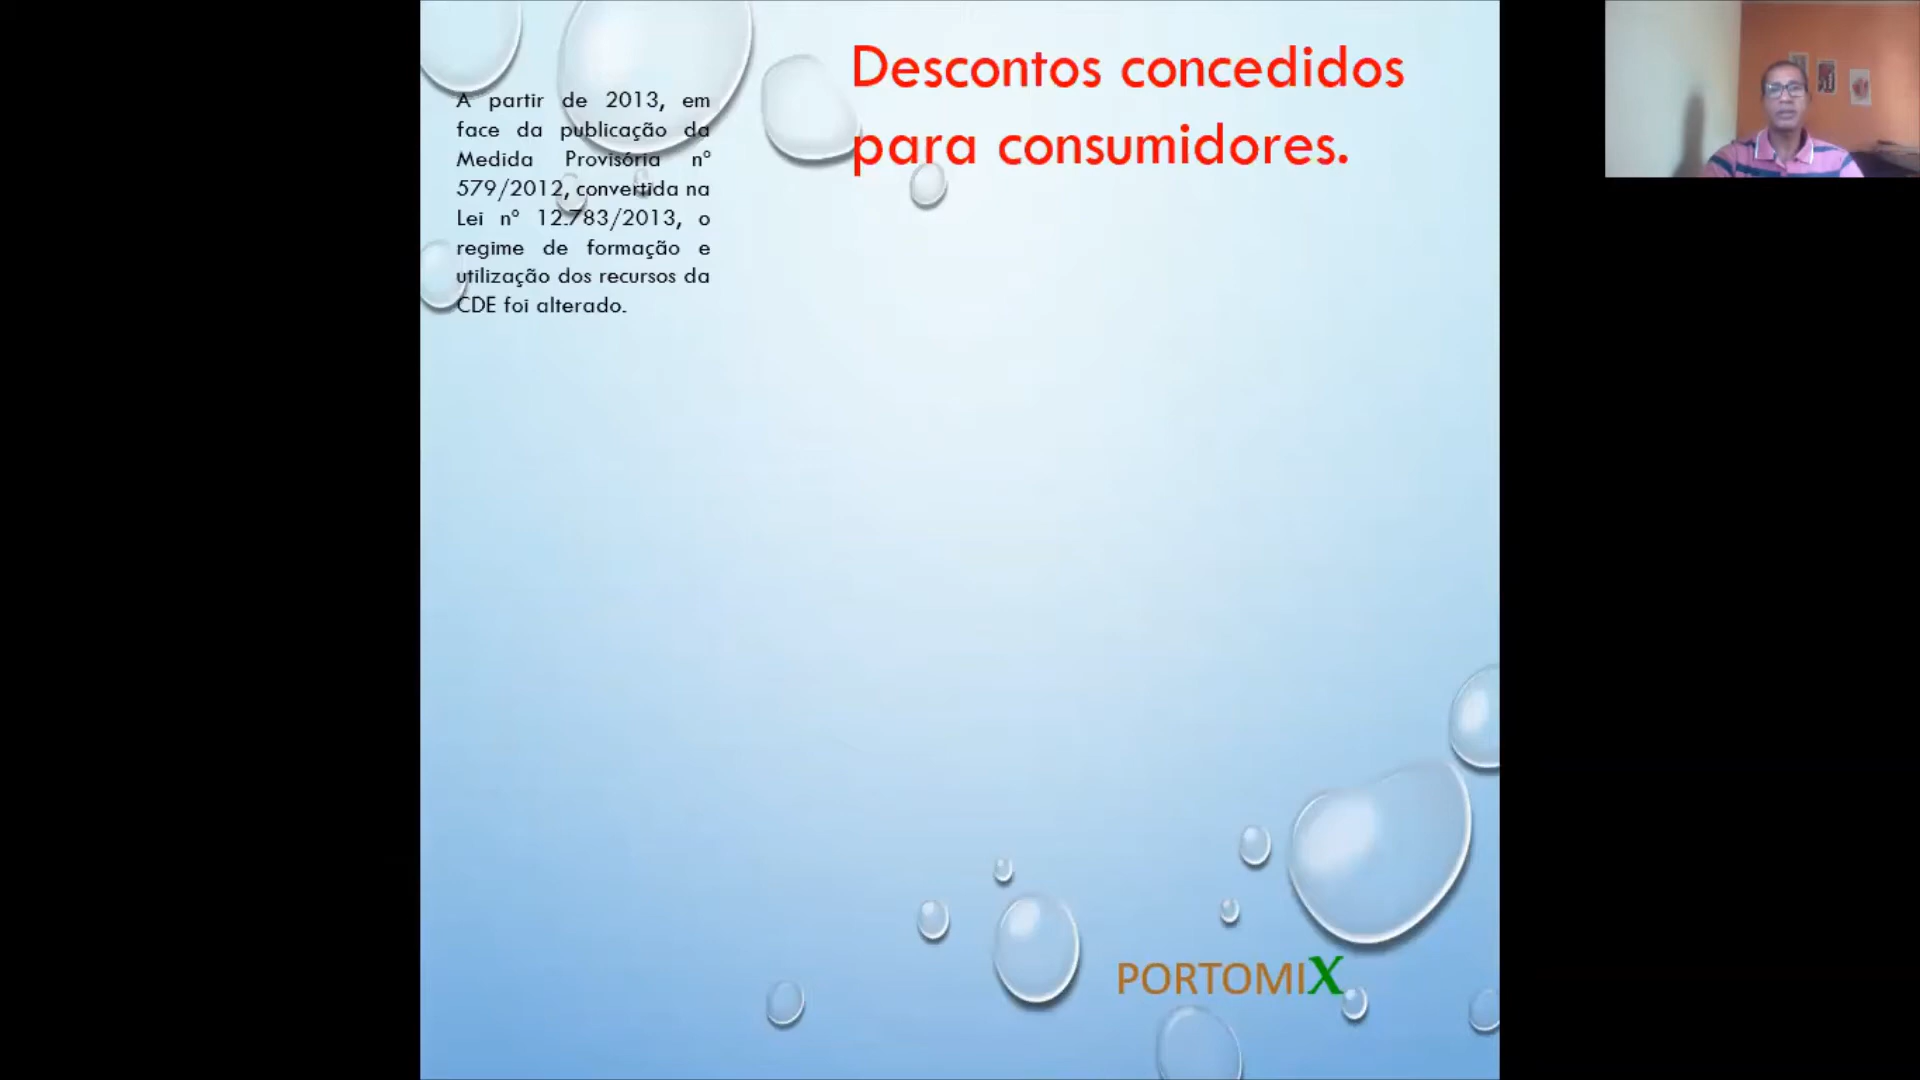 Descontos concedidos
para consumidores.
A partir de 2013, em
face da publicação da
Medida Provisória nº
579/2012, convertida na
Lei nº 12.783/2013, o
regime de formação e
utilização dos recursos da
CDE foi alterado.
PORTOMIX